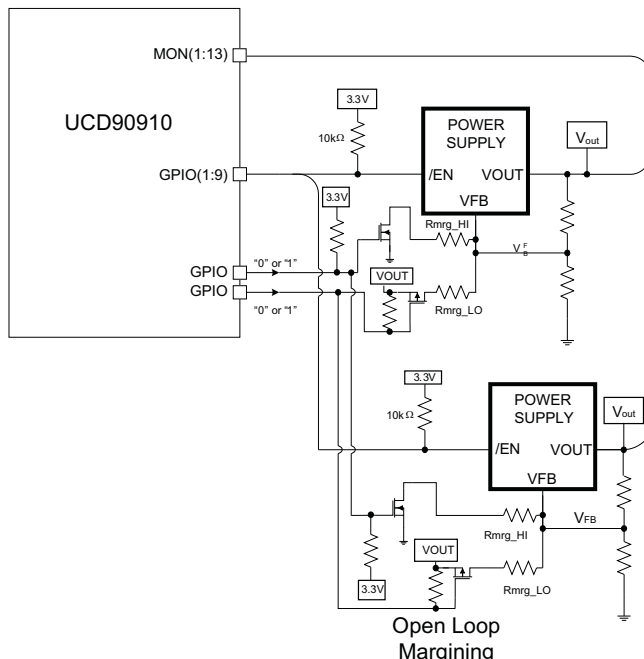 MON(1:13)
UCD90910
3.3V
10kΩ
POWER
SUPPLY
Vout
GPIO(1:9)
/EN
VOUT
VFB
3.3V
Rmrg_HI
VFB
GPIO
"0" or "1"
GPIO
"0" or "1"
VOUT
Rmrg_LO
3.3V
10kΩ
POWER
SUPPLY
Vout
/EN
VOUT
VFB
VFB
Rmrg_HI
VOUT
3.3V
Rmrg_LO
Open Loop
Margining